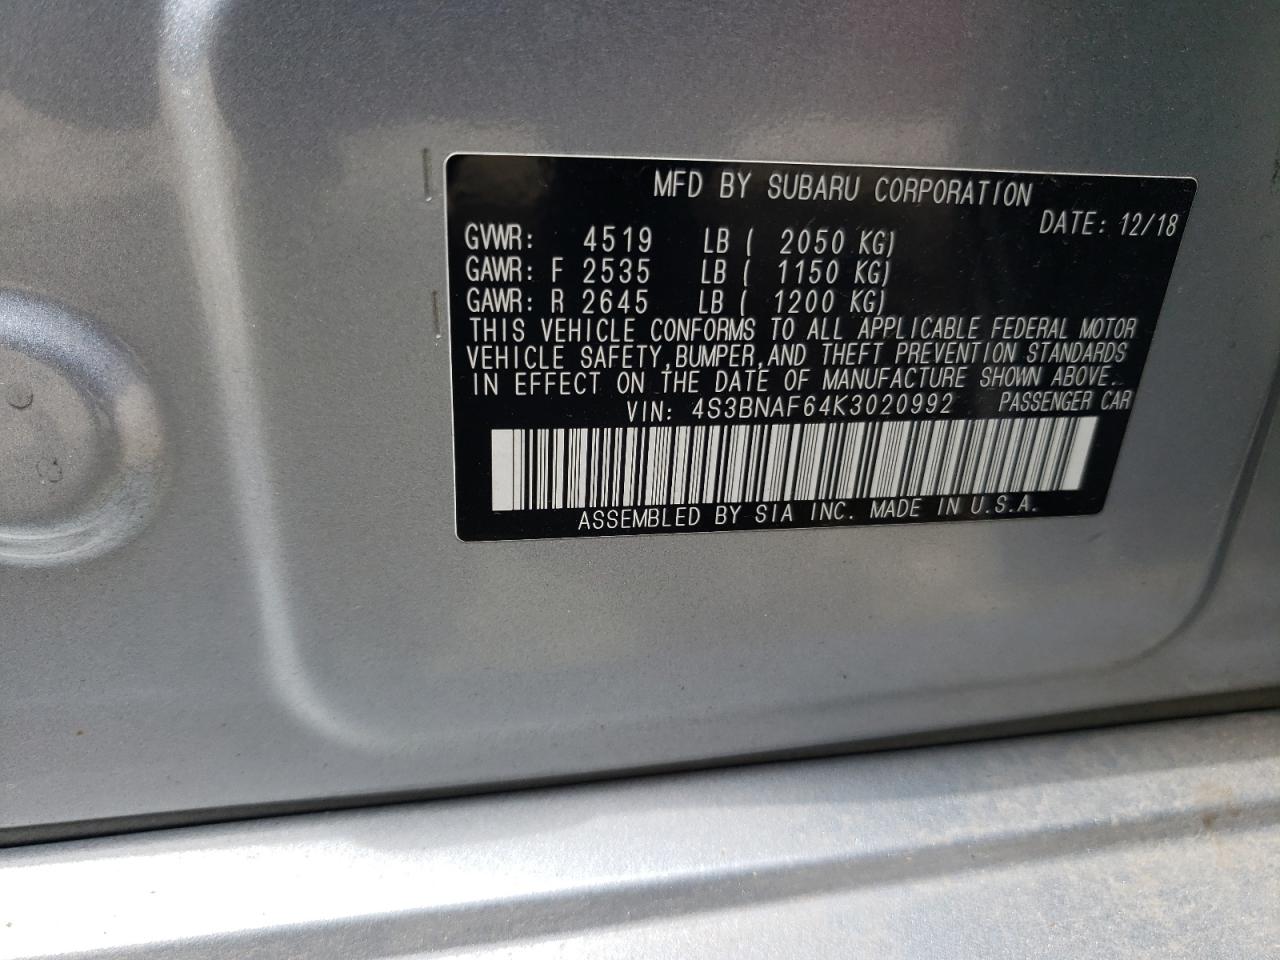 MFD BY SUBARU CORPORATION
DATE: 12/18
GVWR: 4519 LB ( 2050 KG)
GAWR: F 2535 LB ( 1150 KG)
GAWR: R 2645 LB ( 1200 KG)
THIS VEHICLE CONFORMS TO ALL APPLICABLE FEDERAL MOTOR
VEHICLE SAFETY, BUMPER, AND THEFT PREVENTION STANDARDS
IN EFFECT ON THE DATE OF MANUFACTURE SHOWN ABOVE.
VIN: 4S3BNAF64K3020992 PASSENGER CAR
ASSEMBLED BY SIA INC. MADE IN U.S.A.